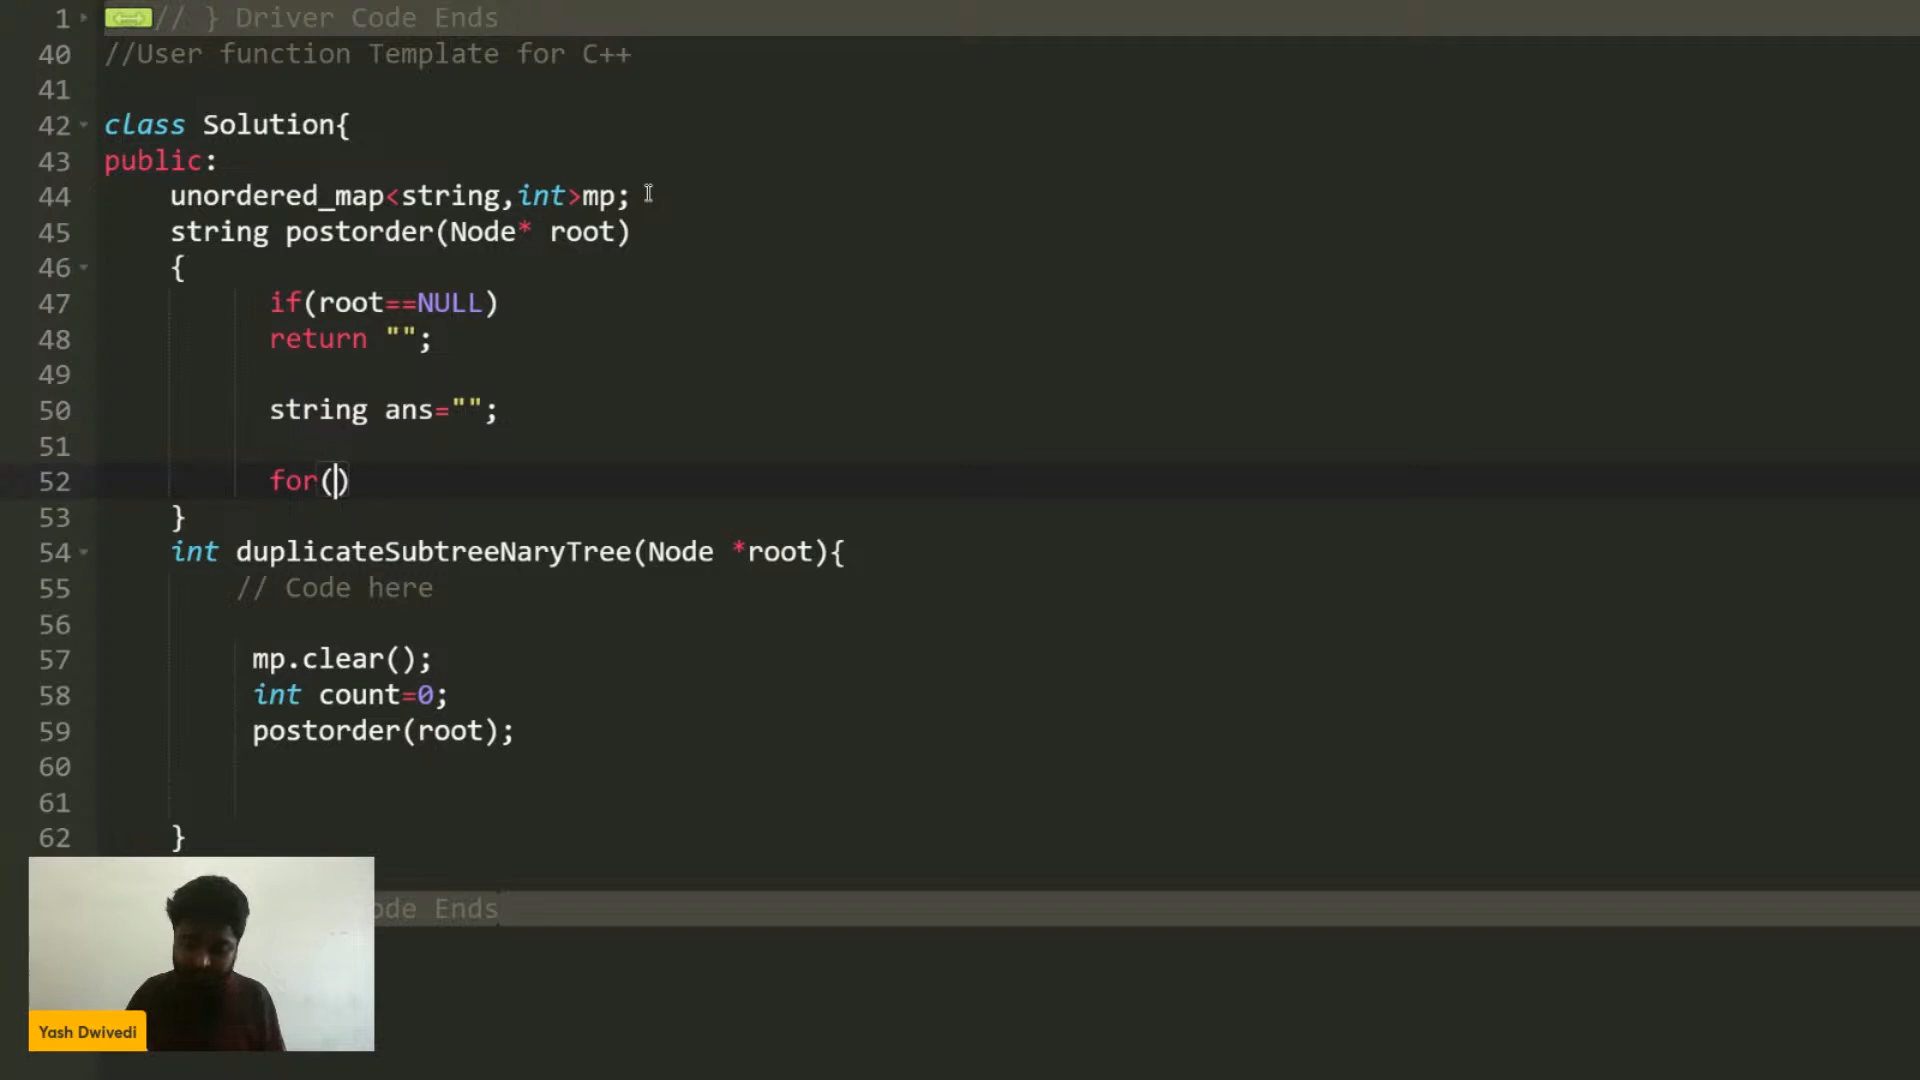 1 // } Driver Code Ends
40 //User function Template for C++
41
42 class Solution{
43 public:
44 unordered_map<string,int>mp;
45 string postorder(Node* root)
46 {
47 if(root==NULL)
48 return "";
49
50 string ans="";
51
52 for()
53 }
54 int duplicateSubtreeNaryTree(Node *root){
55 // Code here
56
57 mp.clear();
58 int count=0;
59 postorder(root);
60
61
62 }
ode Ends
Yash Dwivedi